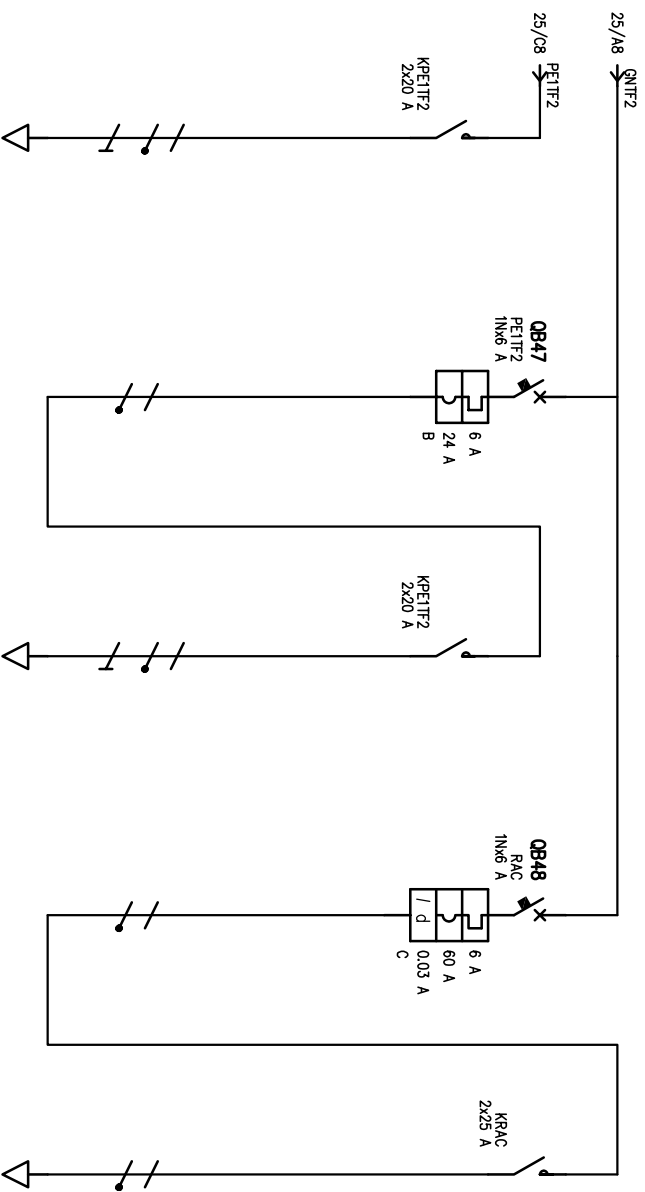 25/A8
GNTF2
25/C8
PE1TF2
KPE1TF2
2x20 A
QB47
PE1TF2
1Nx6 A
6 A
24 A
B
KPE1TF2
2x20 A
QB48
RAC
1Nx6 A
6 A
60 A
I d
0.03 A
C
KRAC
2x25 A